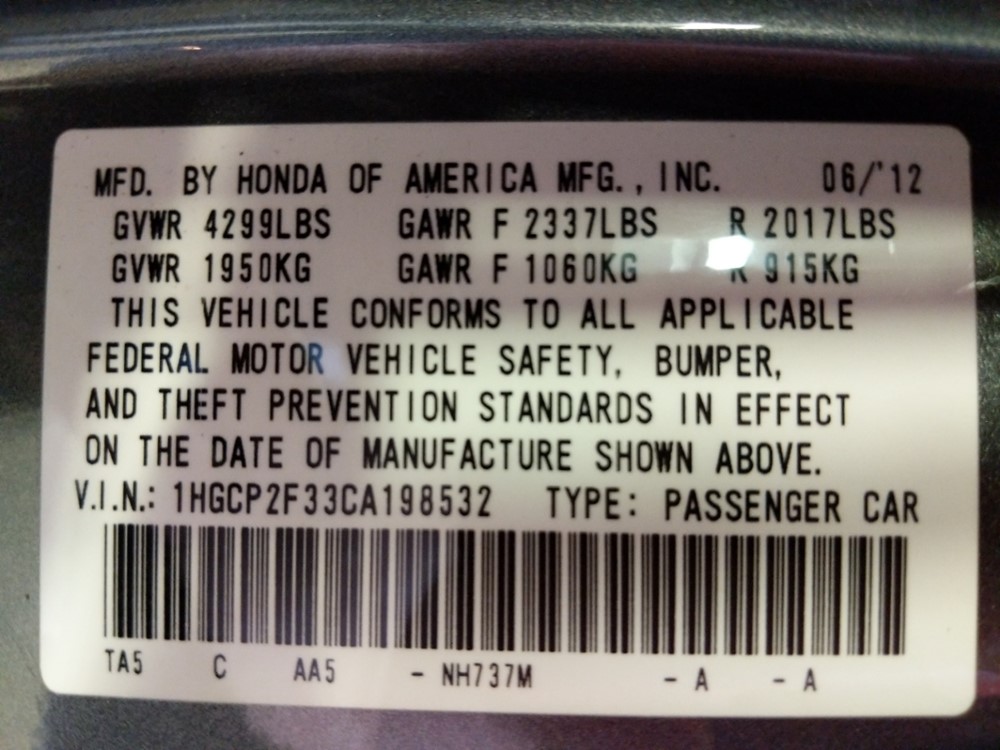 MFD. BY HONDA OF AMERICA MFG., INC. 06/'12
GVWR 4299LBS GAWR F 2337LBS R 2017LBS
GVWR 1950KG GAWR F 1060KG R 915KG
THIS VEHICLE CONFORMS TO ALL APPLICABLE
FEDERAL MOTOR VEHICLE SAFETY, BUMPER,
AND THEFT PREVENTION STANDARDS IN EFFECT
ON THE DATE OF MANUFACTURE SHOWN ABOVE.
V.I.N.: 1HGCP2F33CA198532 TYPE: PASSENGER CAR
TA5 C AA5 - NH737M - A - A